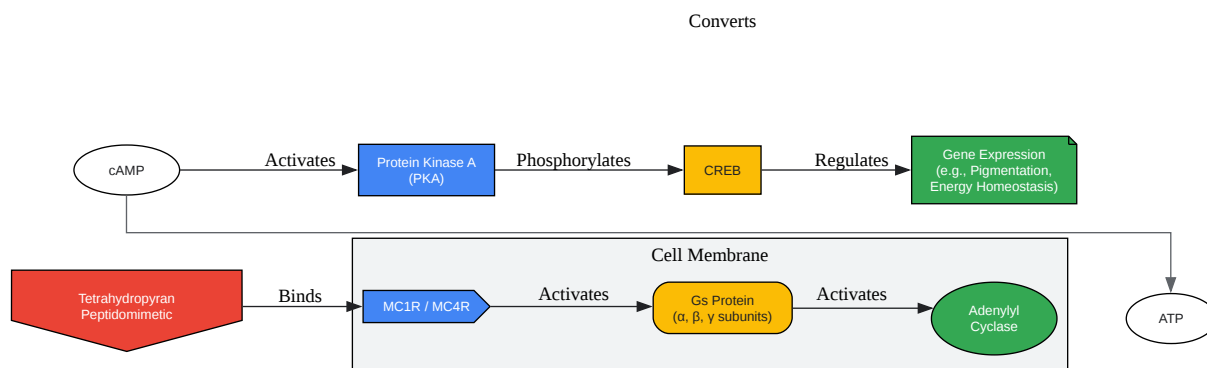 Converts
cAMP
Activates
Protein Kinase A
(PKA)
Phosphorylates
CREB
Regulates
Gene Expression
(e.g., Pigmentation,
Energy Homeostasis)
Cell Membrane
Tetrahydropyran
Peptidomimetic
Binds
MC1R / MC4R
Activates
Gs Protein
(α, β, γ subunits)
Activates
Adenylyl
Cyclase
ATP